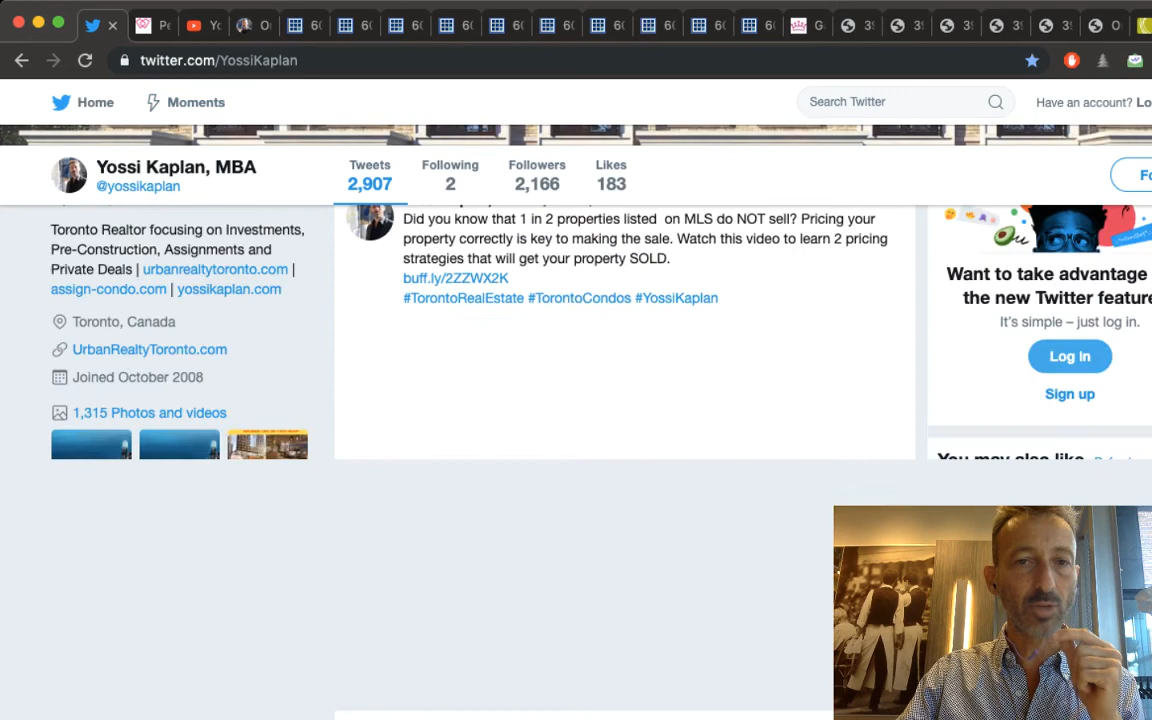 twitter.com/YossiKaplan
Home
Moments
Search Twitter
Have an account?
Yossi Kaplan, MBA
@yossikaplan
Tweets
2,907
Following
2
Followers
2,166
Likes
183
Toronto Realtor focusing on Investments,
Pre-Construction, Assignments and
Private Deals | urbanrealtytoronto.com |
assign-condo.com | yossikaplan.com
Toronto, Canada
UrbanRealtyToronto.com
Joined October 2008
1,315 Photos and videos
Did you know that 1 in 2 properties listed on MLS do NOT sell? Pricing your
property correctly is key to making the sale. Watch this video to learn 2 pricing
strategies that will get your property SOLD.
buff.ly/2ZZWX2K
#TorontoRealEstate #TorontoCondos #YossiKaplan
Want to take advantage
the new Twitter
It's simple – just log in.
Log in
Sign up
You may also like